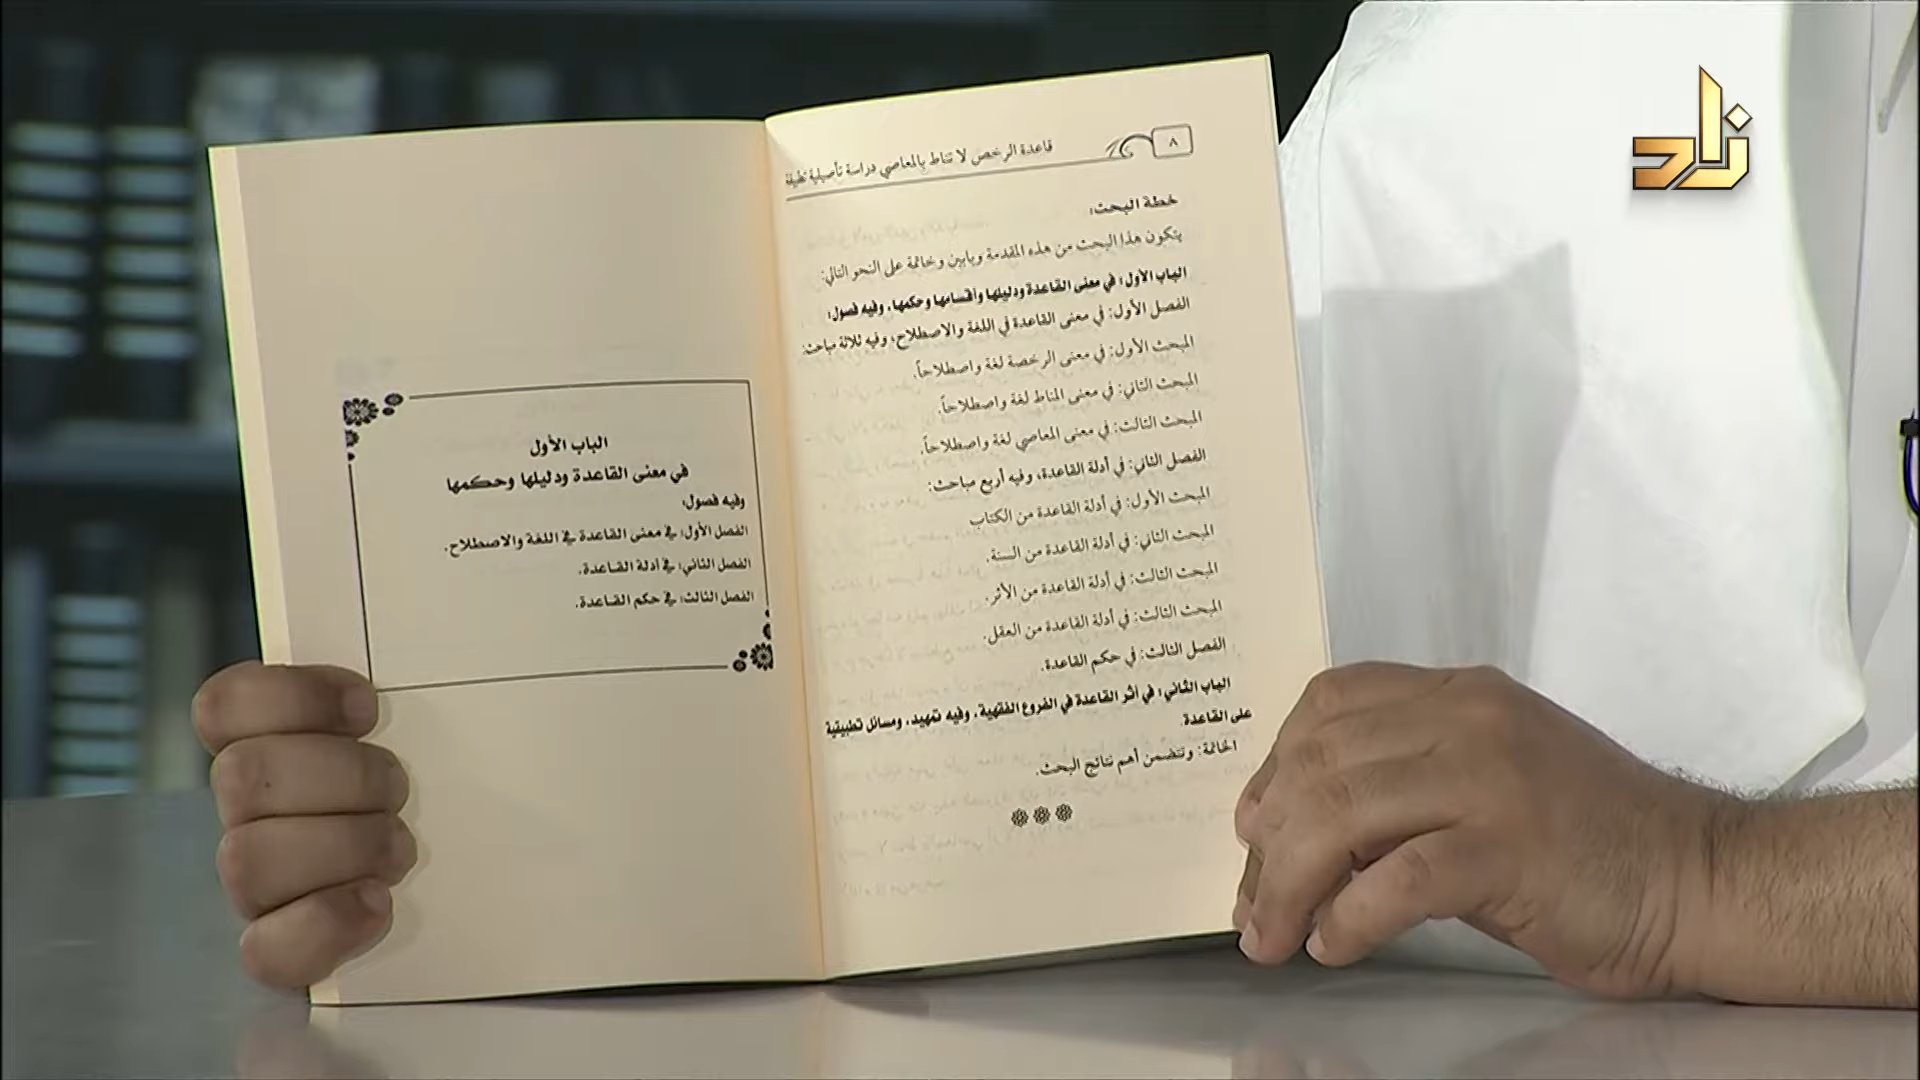 قاعدة الرخص لا تناط بالمعاصي دراسة تأصيلية تطبيقية
٨
خطة البحث:
يتكون هذا البحث من هذه المقدمة وبابين وخاتمة على النحو التالي:
الباب الأول: في معنى القاعدة ودليلها وأقسامها وحكمها، وفيه فصول:
الفصل الأول: في معنى القاعدة في اللغة والاصطلاح، وفيه ثلاثة مباحث:
المبحث الأول: في معنى الرخصة لغة واصطلاحاً.
المبحث الثاني: في معنى المناط لغة واصطلاحاً.
المبحث الثالث: في معنى المعاصي لغة واصطلاحاً.
الفصل الثاني: في أدلة القاعدة، وفيه أربع مباحث:
المبحث الأول: في أدلة القاعدة من الكتاب
المبحث الثاني: في أدلة القاعدة من السنة.
المبحث الثالث: في أدلة القاعدة من الأثر.
المبحث الثالث: في أدلة القاعدة من العقل.
الفصل الثالث: في حكم القاعدة.
الباب الثاني: في أثر القاعدة في الفروع الفقهية، وفيه تمهيد، ومسائل تطبيقية
على القاعدة.
الخاتمة: وتتضمن أهم نتائج البحث.
الباب الأول
في معنى القاعدة ودليلها وحكمها
وفيه فصول:
الفصل الأول: في معنى القاعدة في اللغة والاصطلاح.
الفصل الثاني: في أدلة القاعدة.
الفصل الثالث: في حكم القاعدة.
زاد